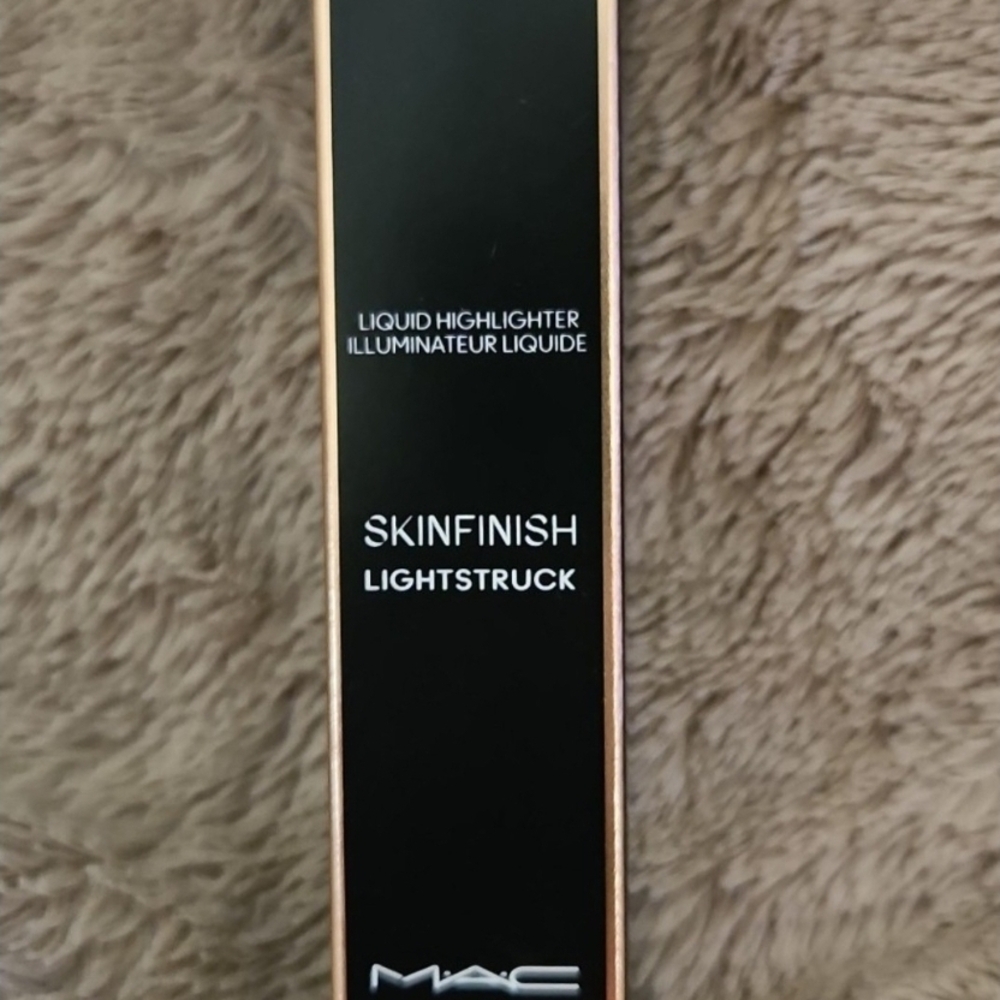 LIQUID HIGHLIGHTER
ILLUMINATEUR LIQUIDE
SKINFINISH
LIGHTSTRUCK
M·A·C